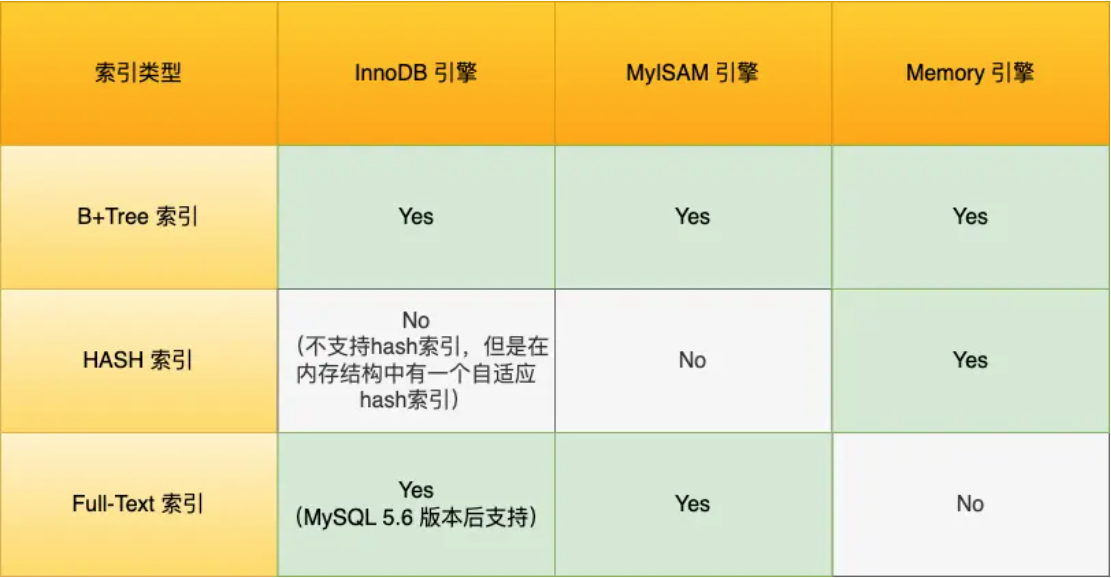 索引类型
InnoDB 引擎
MyISAM 引擎
Memory 引擎
B+Tree 索引
Yes
Yes
Yes
HASH 索引
No
（不支持hash索引，但是在
内存结构中有一个自适应
hash索引）
No
Yes
Full-Text 索引
Yes
（MySQL 5.6 版本后支持）
Yes
No